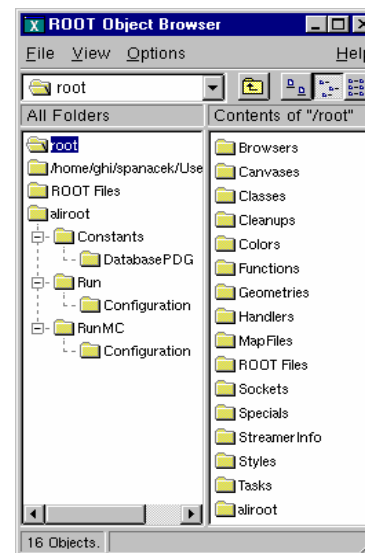 ROOT Object Browser
File View Options Help
root
All Folders
Contents of "/root"
root
/home/ghi/spanacek/Use
ROOT Files
aliroot
Constants
DatabasePDG
Run
Configuration
RunMC
Configuration
Browsers
Canvases
Classes
Cleanups
Colors
Functions
Geometries
Handlers
MapFiles
ROOT Files
Sockets
Specials
StreamerInfo
Styles
Tasks
aliroot
16 Objects.